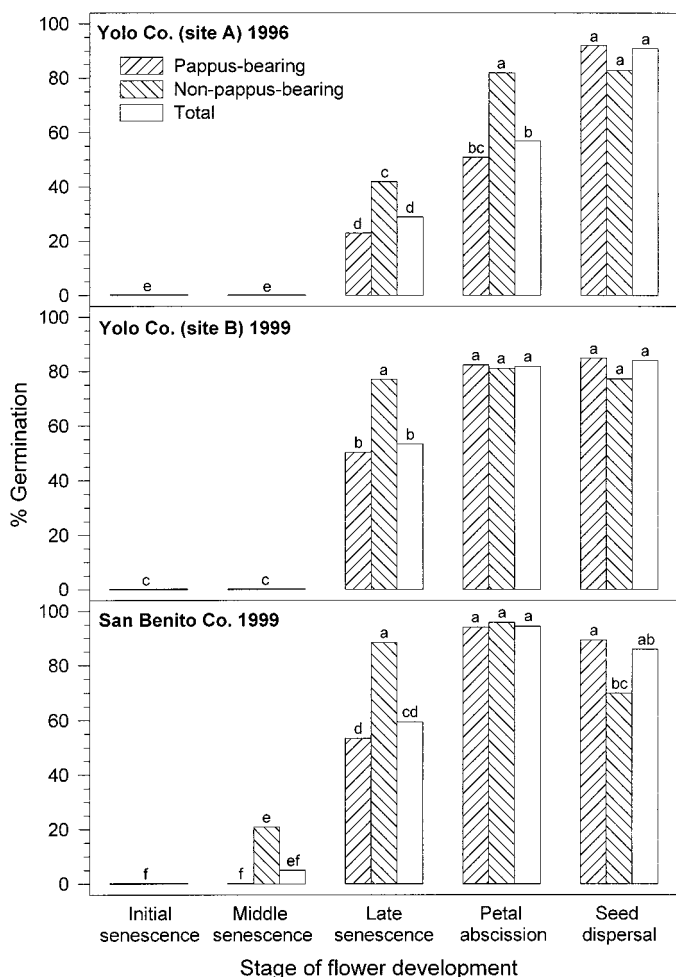 % Germination
Yolo Co. (site A) 1996
Pappus-bearing
Non-pappus-bearing
Total
100
80
60
40
20
0
e e d c d bc a b a a a
Yolo Co. (site B) 1999
80
60
40
20
0
c c b a b a a a a a a
San Benito Co. 1999
100
80
60
40
20
0
f f e ef d a cd a a a a bc ab
Initial Middle Late Petal Seed
senescence senescence senescence abscission dispersal
Stage of flower development